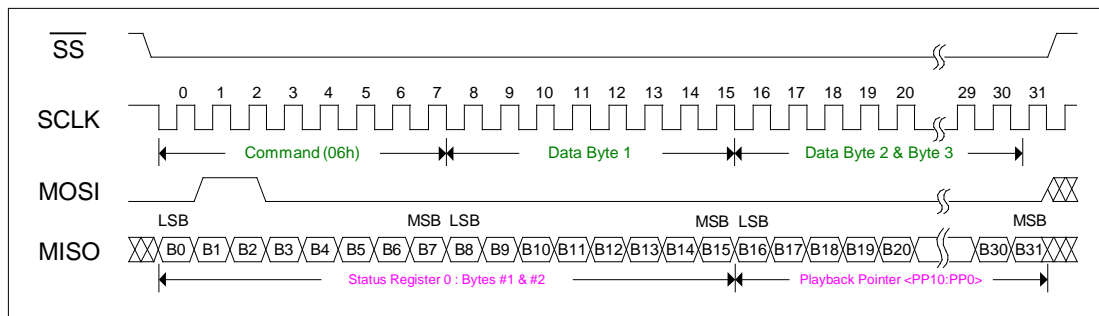 SS
0 1 2 3 4 5 6 7 8 9 10 11 12 13 14 15 16 17 18 19 20 29 30 31
SCLK
Command (06h) Data Byte 1 Data Byte 2 & Byte 3
MOSI
LSB MSB LSB MSB LSB MSB
MISO B0 B1 B2 B3 B4 B5 B6 B7 B8 B9 B10 B11 B12 B13 B14 B15 B16 B17 B18 B19 B20 B30 B31
Status Register 0 : Bytes #1 & #2 Playback Pointer <PP10:PP0>